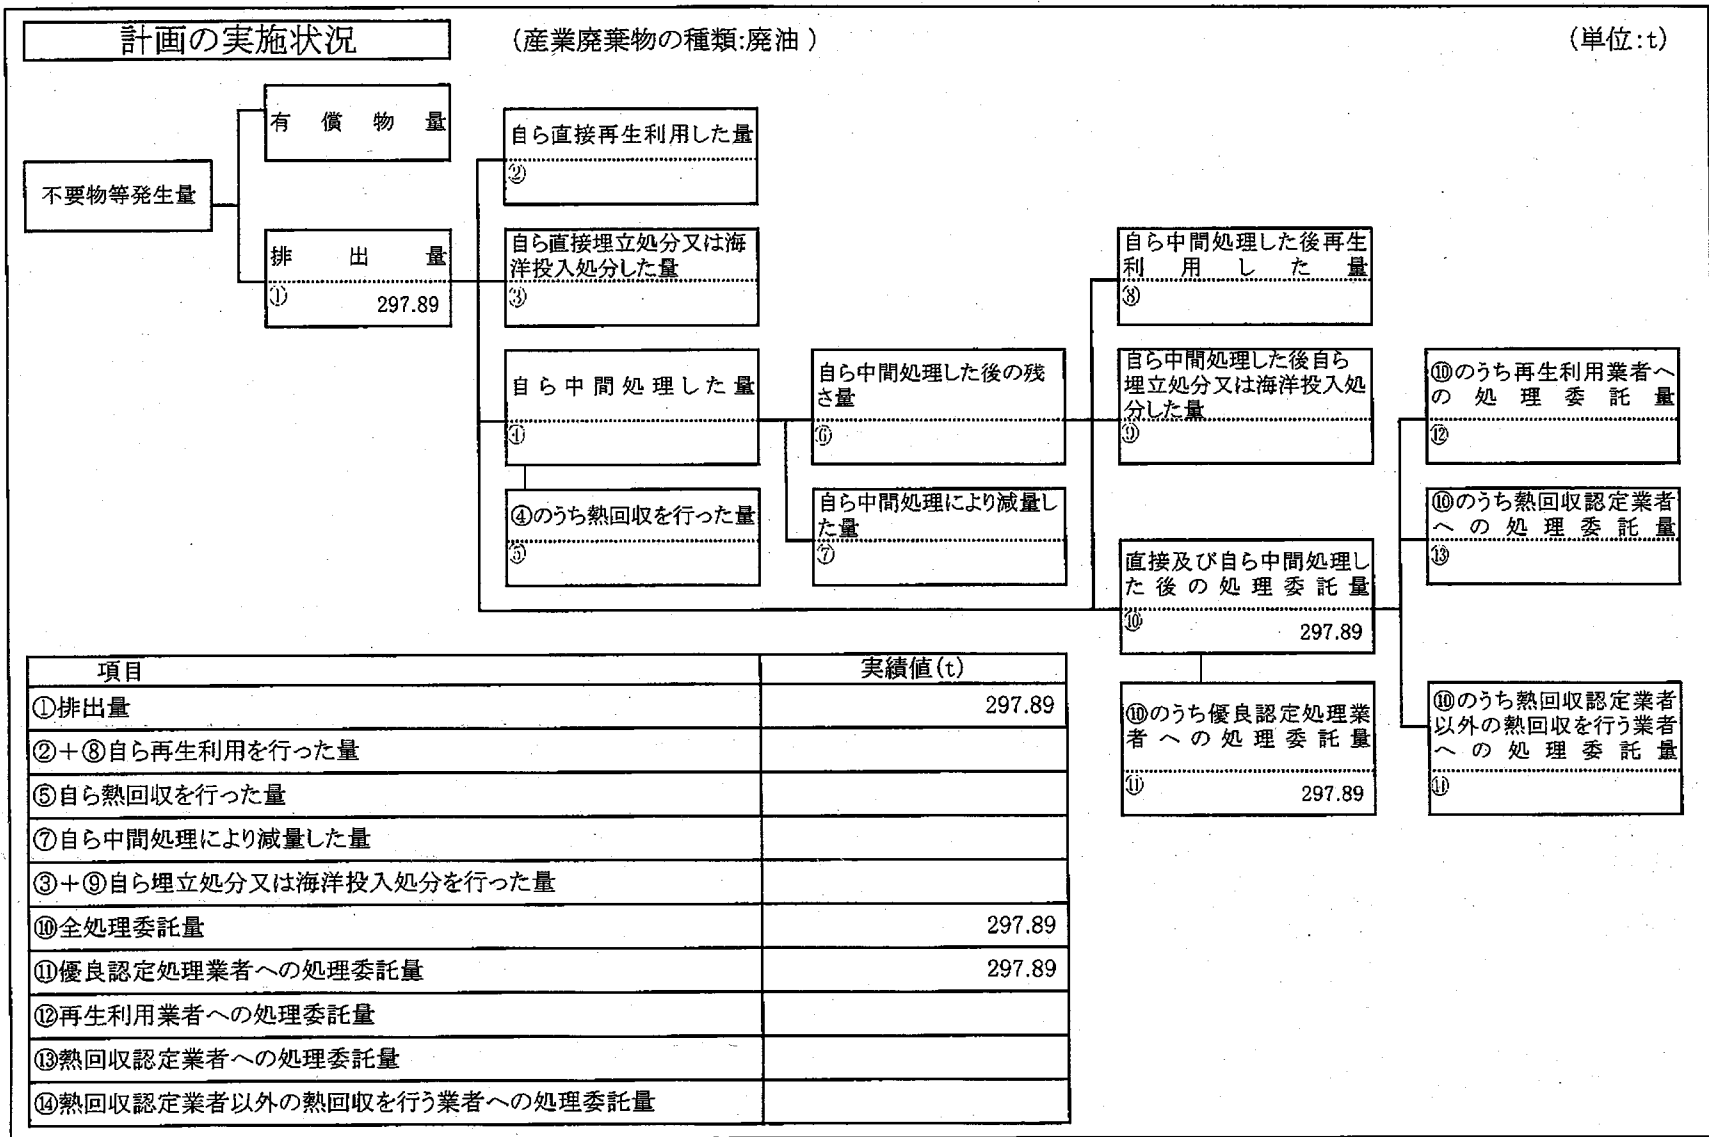 計画の実施状況
(産業廃棄物の種類:廃油)
(単位:t)
不要物等発生量
有償物量
排出量
①
297.89
自ら直接再生利用した量
②
自ら直接埋立処分又は海
洋投入処分した量
③
自ら中間処理した量
④
④のうち熱回収を行った量
⑤
自ら中間処理した後の残
さ量
⑥
自ら中間処理により減量し
た量
⑦
自ら中間処理した後再生
利用した量
⑧
自ら中間処理した後自ら
埋立処分又は海洋投入処
分した量
⑨
直接及び自ら中間処理し
た後の処理委託量
⑩
297.89
⑩のうち優良認定処理業
者への処理委託量
⑪
297.89
⑩のうち再生利用業者へ
の処理委託量
⑫
⑩のうち熱回収認定業者
への処理委託量
⑬
⑩のうち熱回収認定業者
以外の熱回収を行う業者
への処理委託量
⑭
項目 実績値(t)
①排出量 297.89
②+⑧自ら再生利用を行った量
⑤自ら熱回収を行った量
⑦自ら中間処理により減量した量
③+⑨自ら埋立処分又は海洋投入処分を行った量
⑩全処理委託量 297.89
⑪優良認定処理業者への処理委託量 297.89
⑫再生利用業者への処理委託量
⑬熱回収認定業者への処理委託量
⑭熱回収認定業者以外の熱回収を行う業者への処理委託量